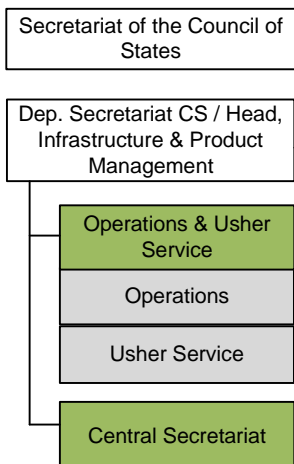 Secretariat of the Council of
States
Dep. Secretariat CS / Head,
Infrastructure & Product
Management
Operations & Usher
Service
Operations
Usher Service
Central Secretariat